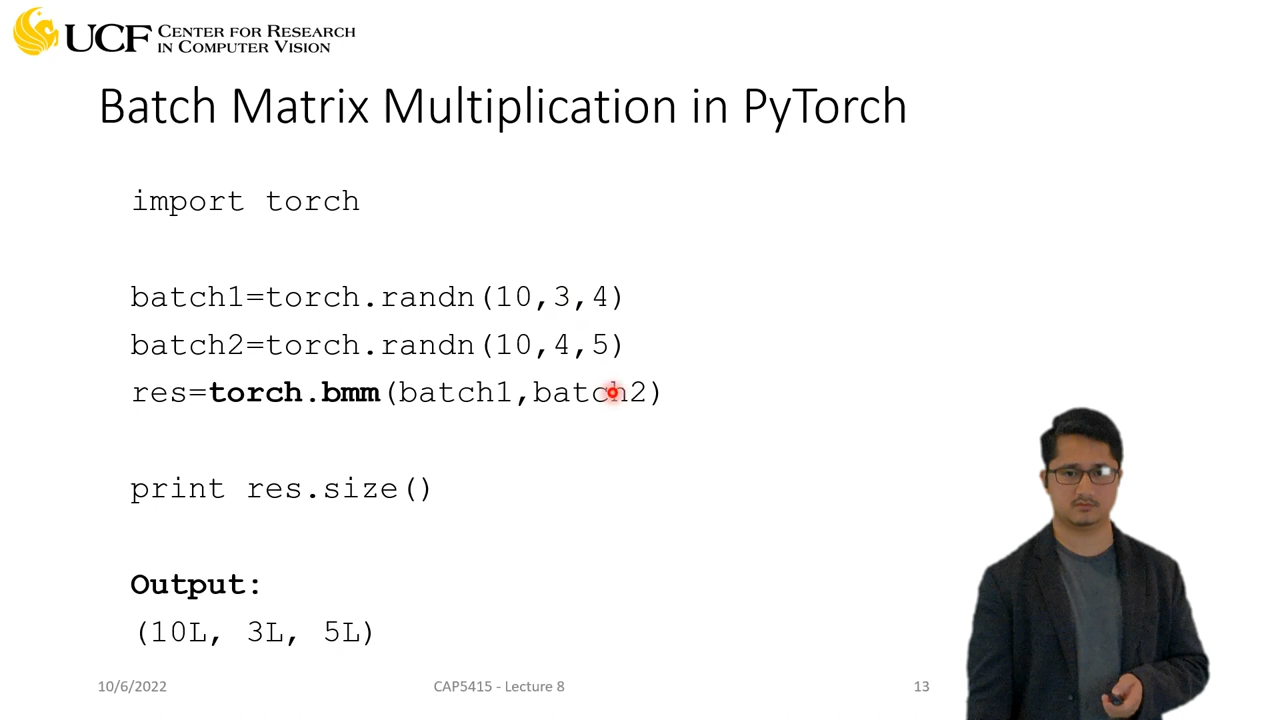 UCF CENTER FOR RESEARCH
IN COMPUTER VISION
Batch Matrix Multiplication in PyTorch
import torch
batch1=torch.randn(10,3,4)
batch2=torch.randn(10,4,5)
res=torch.bmm(batch1,batch2)
print res.size()
Output:
(10L, 3L, 5L)
10/6/2022
CAP5415 - Lecture 8
13